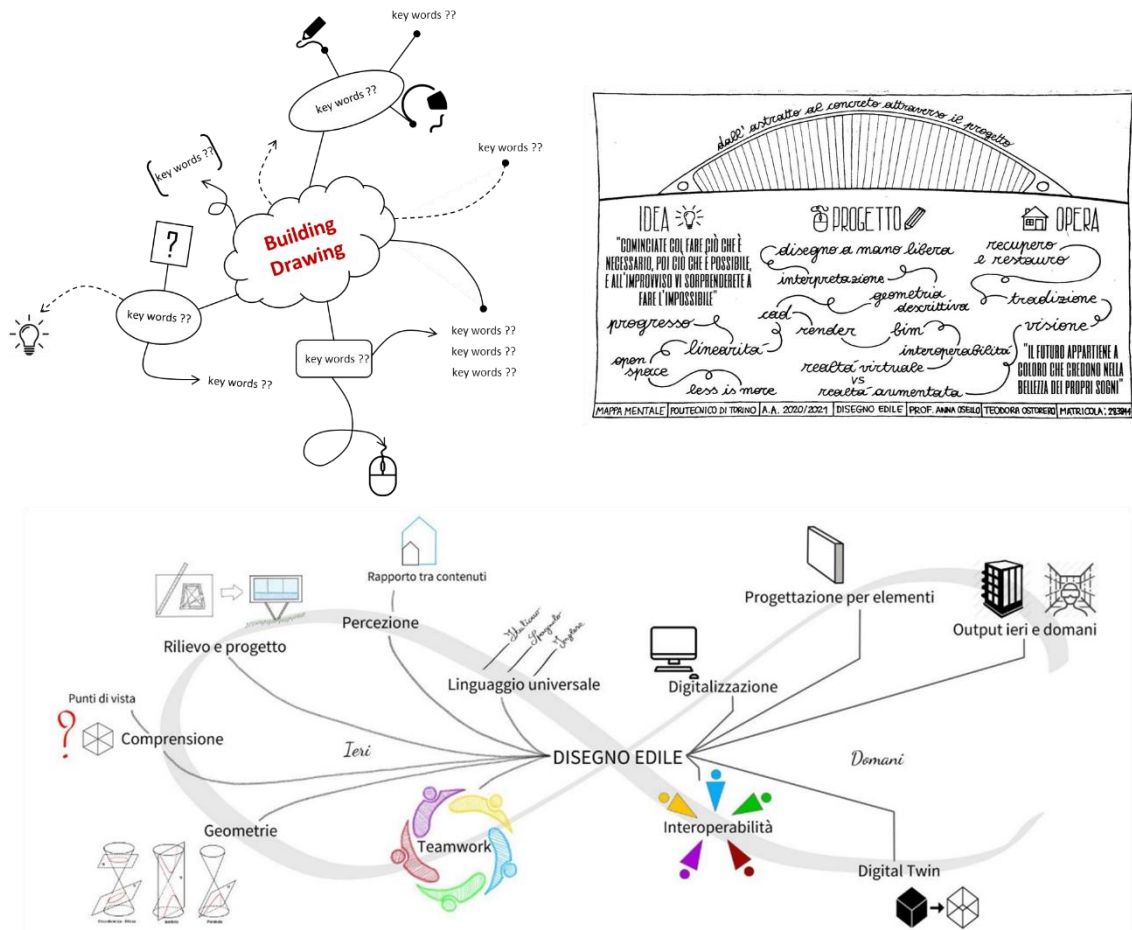 key words ??
key words ??
key words ??
key words ??
Building
Drawing
key words ??
key words ??
key words ??
key words ??
key words ??
key words ??
dall'astratto al concreto attraverso il progetto
IDEA
"COMINCIATE COL FARE CIÒ CHE È
NECESSARIO, POI CIÒ CHE È POSSIBILE,
E ALL'IMPROVVISO VI SORPRENDERETE A
FARE L'IMPOSSIBILE"
progresso
linearità
open
space
less is more
PROGETTO
disegno a mano libera
interpretazione
geometria
descrittiva
cad
render
bim
interoperabilità
realtà virtuale
vs
realtà aumentata
OPERA
recupero
e restauro
tradizione
visione
"IL FUTURO APPARTIENE A
COLORO CHE CREDONO NELLA
BELLEZZA DEI PROPRI SOGNI"
MAPPA MENTALE POLITECNICO DI TORINO A.A. 2020/2021 DISEGNO EDILE PROF. ANNA OSELLO TEODORA OSTORERO MATRICOLA:
Rapporto tra contenuti
Percezione
Rilievo e progetto
Italiano
Spagnolo
Inglese
Linguaggio universale
Punti di vista
? Comprensione
Ieri
Geometrie
Teamwork
DISEGNO EDILE
Progettazione per elementi
Output ieri e domani
Digitalizzazione
Domani
Interoperabilità
Digital Twin